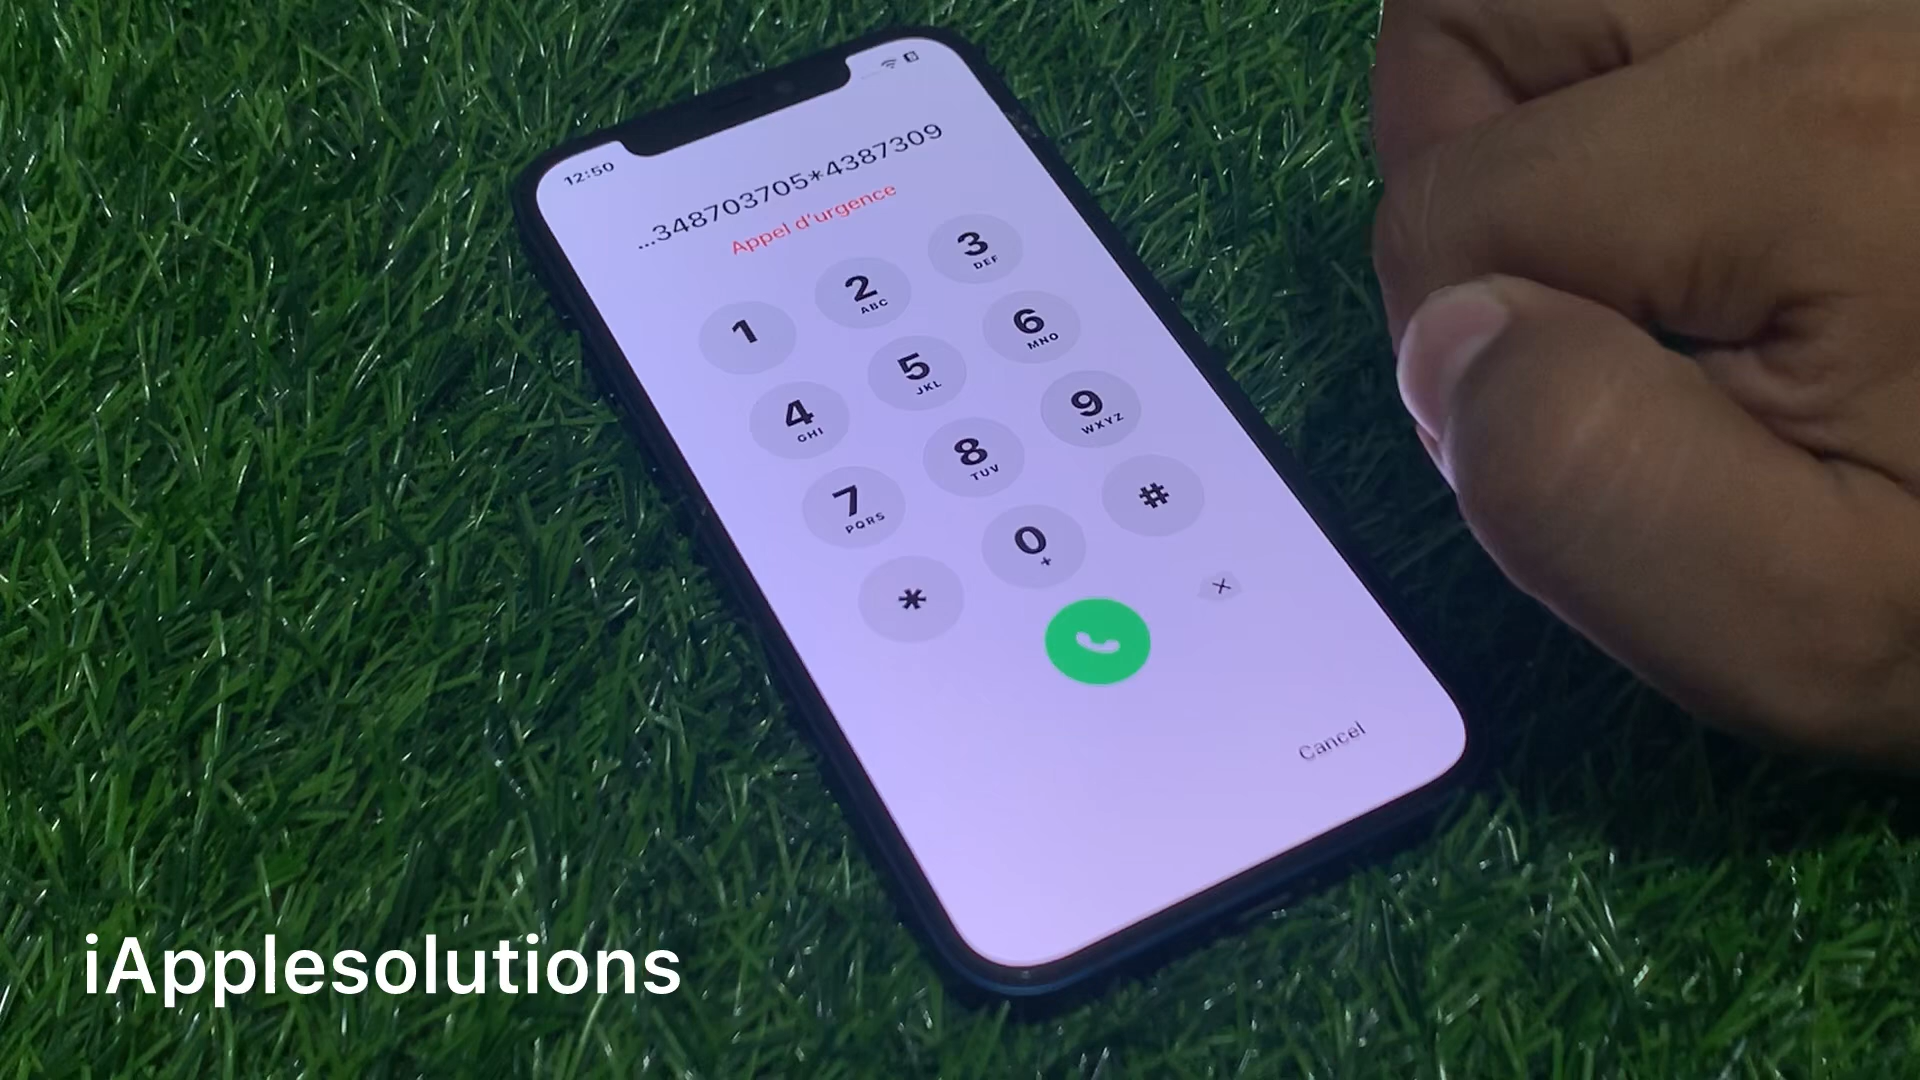 12:50
...348703705*4387309
Appel d'urgence
1
2
ABC
3
DEF
4
GHI
5
JKL
6
MNO
7
PQRS
8
TUV
9
WXYZ
*
0
+
#
Cancel
iApplesolutions